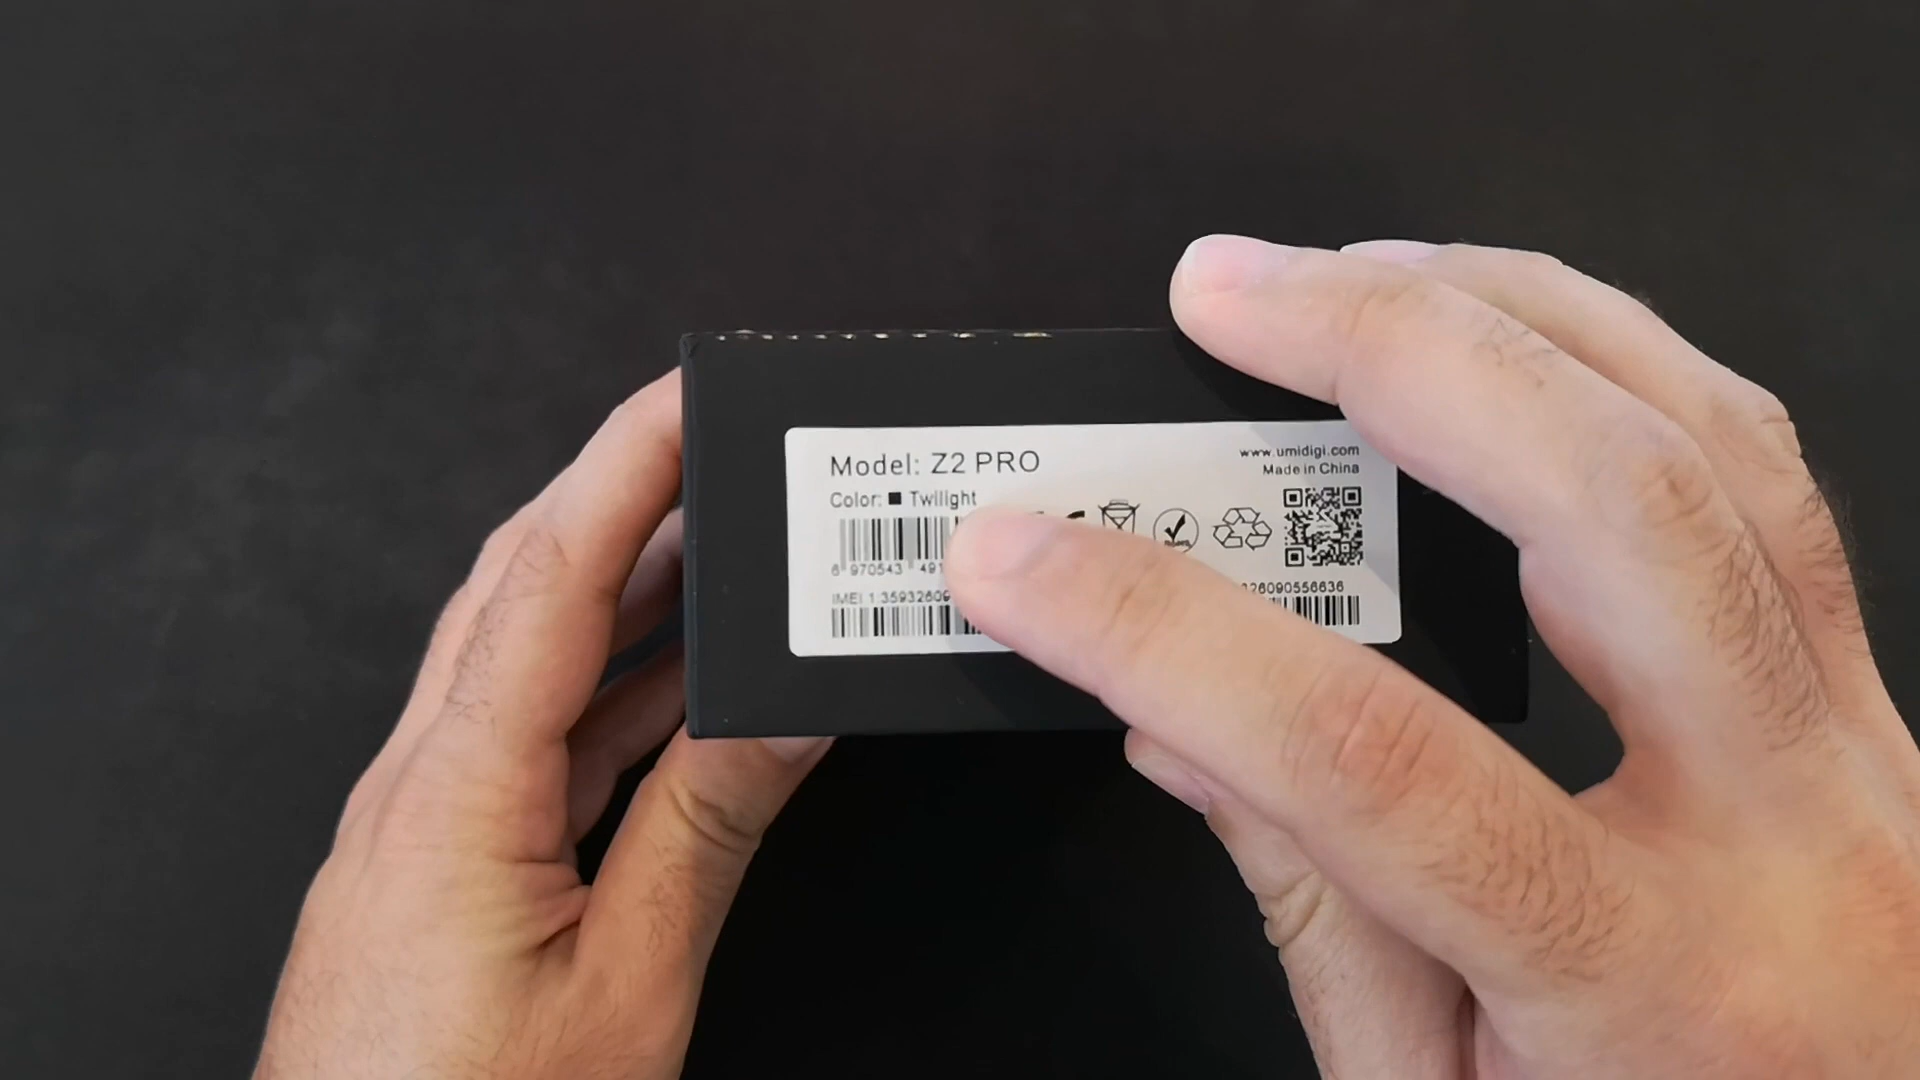 Model: Z2 PRO
www.umidigi.com
Made in China
Color: Twilight
6 970543 491
IMEI 1:35932609
26090556636